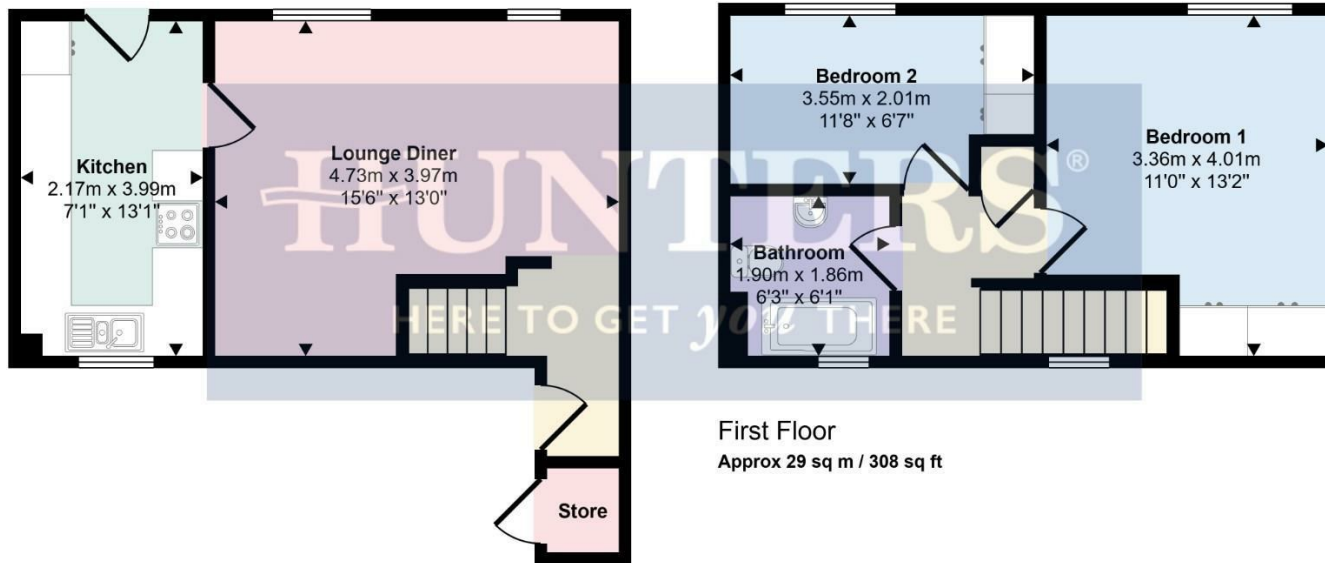 Kitchen
2.17m x 3.99m
7'1" x 13'1"
Lounge Diner
4.73m x 3.97m
15'6" x 13'0"
Store
Bedroom 2
3.55m x 2.01m
11'8" x 6'7"
Bedroom 1
3.36m x 4.01m
11'0" x 13'2"
Bathroom
1.90m x 1.86m
6'3" x 6'1"
HUNTERS®
HERE TO GET you THERE
First Floor
Approx 29 sq m / 308 sq ft